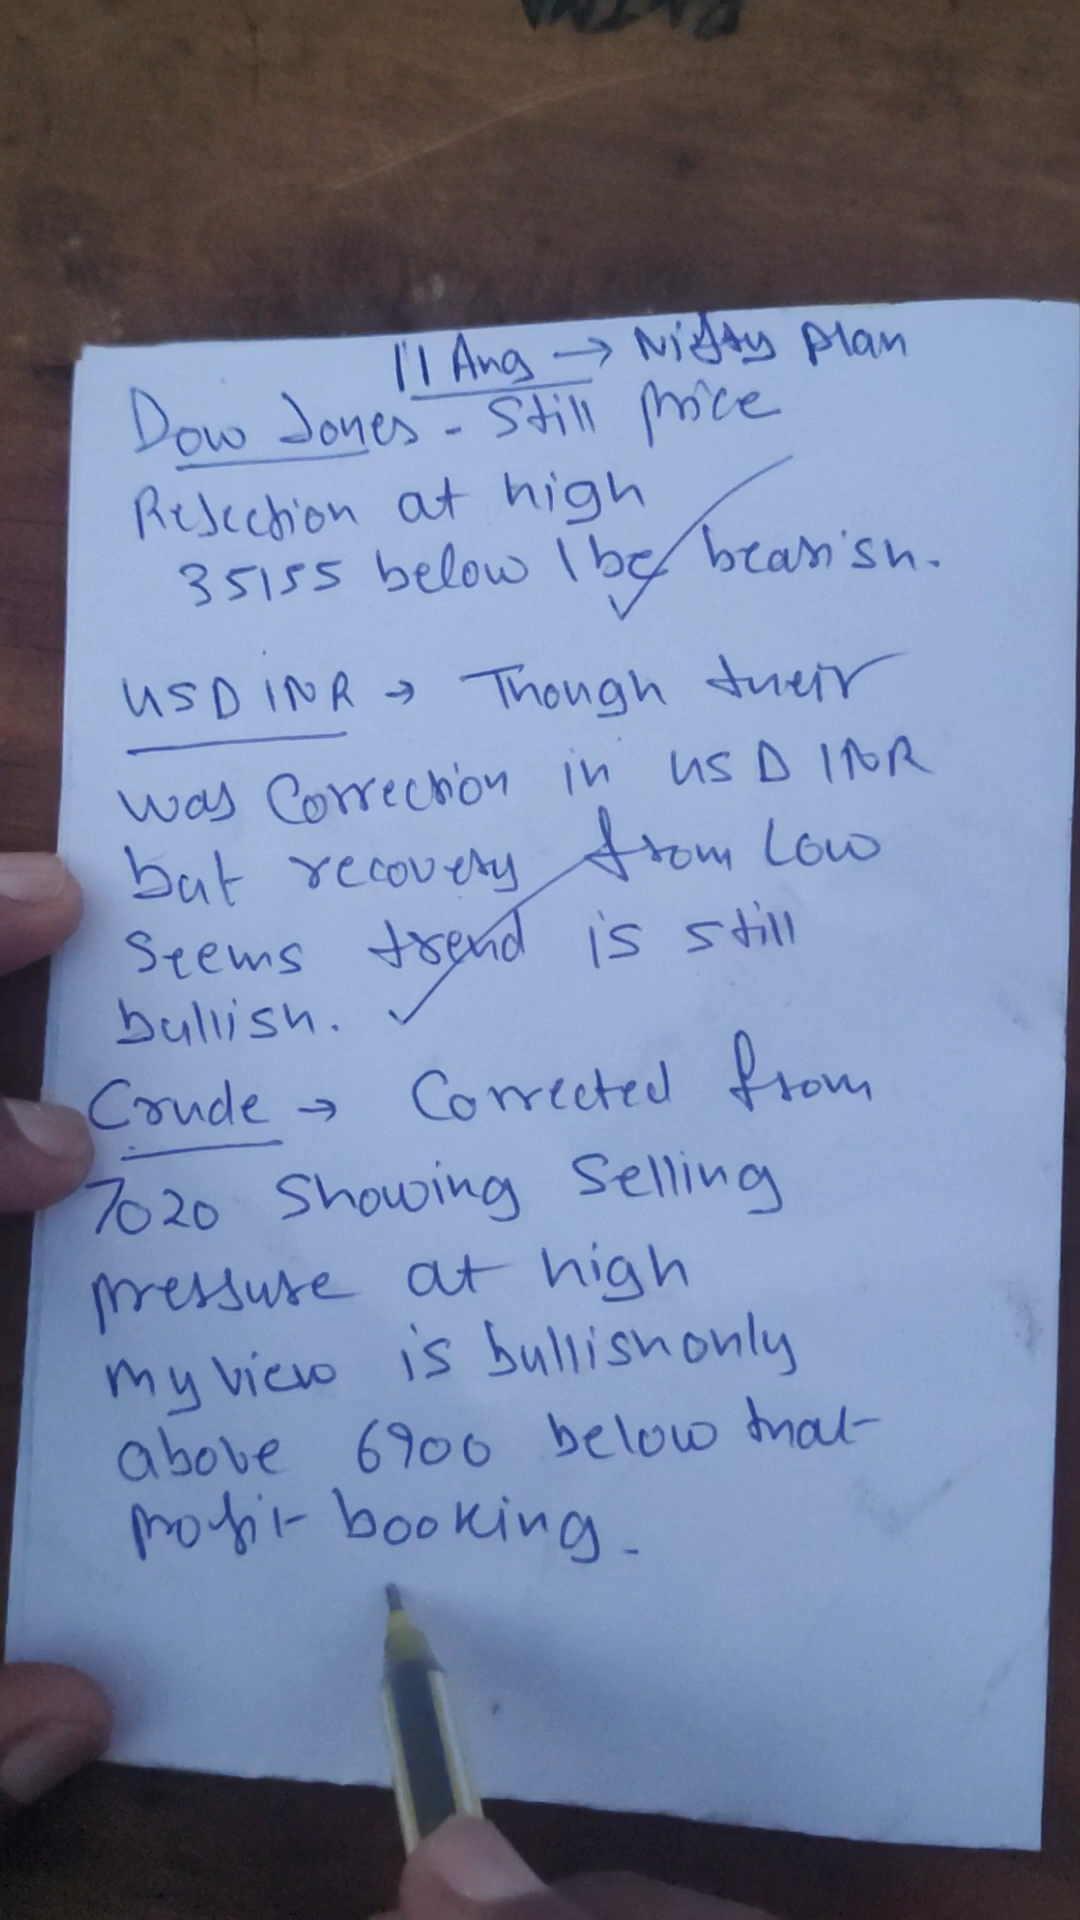 11 Aug → Nifty plan
Dow Jones - Still price
Rejection at high
35155 below 1 be bearish.
USDINR → Though their
was Correction in USDINR
but recovery from Low
Seems trend is still
bullish.
Crude → Corrected from
7020 Showing Selling
pressure at high
my view is bullish only
above 6900 below that
profit booking.